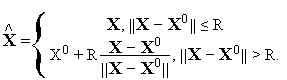 X̂ = { X, ||X − X⁰|| ≤ R
X⁰ + R (X − X⁰)/||X − X⁰||, ||X − X⁰|| > R.